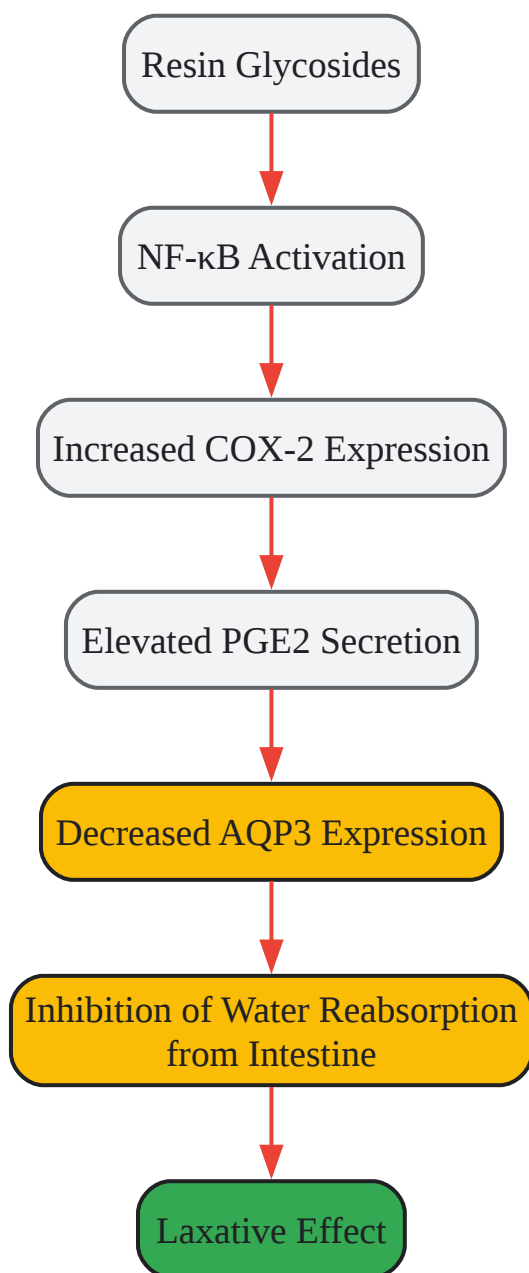 Resin Glycosides
NF-κB Activation
Increased COX-2 Expression
Elevated PGE2 Secretion
Decreased AQP3 Expression
Inhibition of Water Reabsorption
from Intestine
Laxative Effect